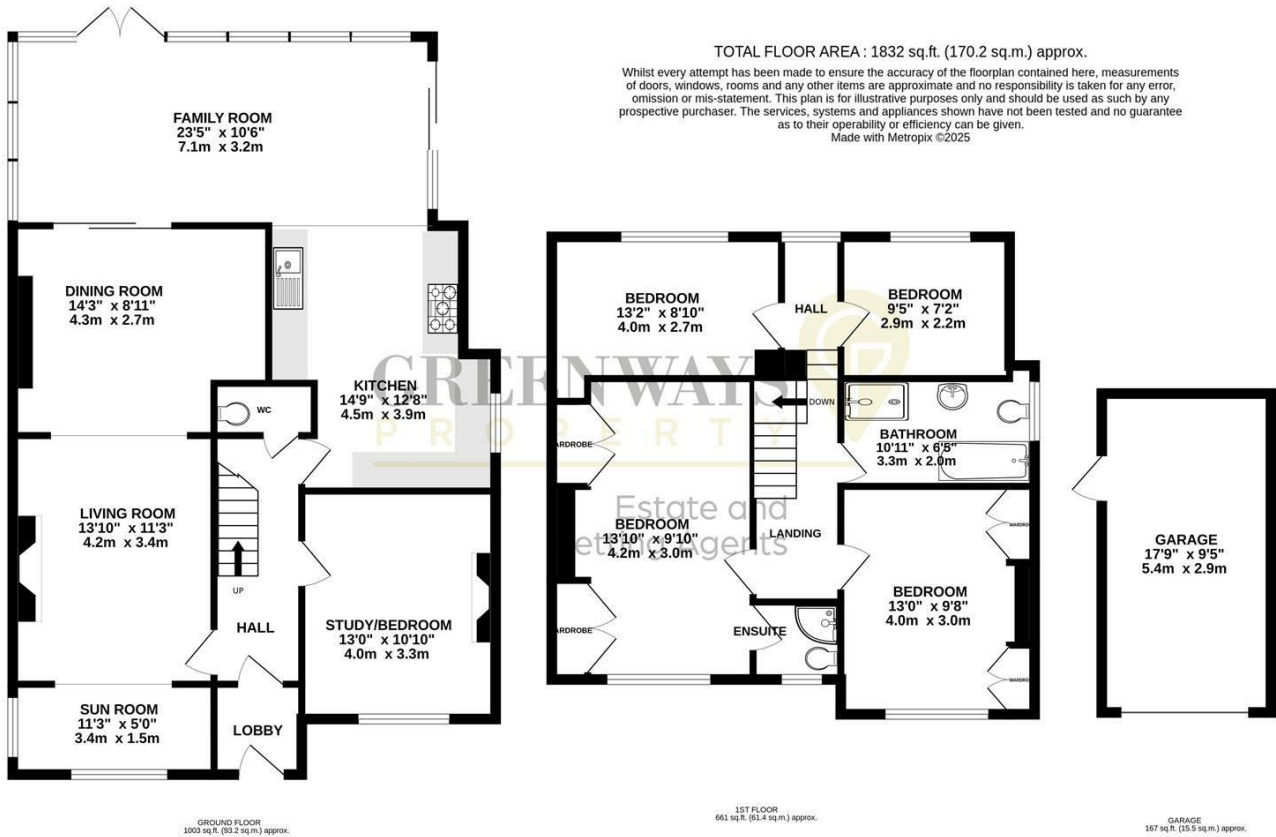 TOTAL FLOOR AREA : 1832 sq.ft. (170.2 sq.m.) approx.
Whilst every attempt has been made to ensure the accuracy of the floorplan contained here, measurements
of doors, windows, rooms and any other items are approximate and no responsibility is taken for any error,
omission or mis-statement. This plan is for illustrative purposes only and should be used as such by any
prospective purchaser. The services, systems and appliances shown have not been tested and no guarantee
as to their operability or efficiency can be given.
Made with Metropix ©2025
FAMILY ROOM
23'5" x 10'6"
7.1m x 3.2m
DINING ROOM
14'3" x 8'11"
4.3m x 2.7m
KITCHEN
14'9" x 12'8"
4.5m x 3.9m
WC
LIVING ROOM
13'10" x 11'3"
4.2m x 3.4m
UP
HALL
STUDY/BEDROOM
13'0" x 10'10"
4.0m x 3.3m
SUN ROOM
11'3" x 5'0"
3.4m x 1.5m
LOBBY
GROUND FLOOR
1003 sq.ft. (93.2 sq.m.) approx.
BEDROOM
13'2" x 8'10"
4.0m x 2.7m
HALL
BEDROOM
9'5" x 7'2"
2.9m x 2.2m
DOWN
BATHROOM
10'11" x 6'5"
3.3m x 2.0m
ARDROBE
BEDROOM
13'10" x 9'10"
4.2m x 3.0m
LANDING
ARDROBE
ENSUITE
BEDROOM
13'0" x 9'8"
4.0m x 3.0m
WARDRO
WARDRO
1ST FLOOR
661 sq.ft. (61.4 sq.m.) approx.
GARAGE
17'9" x 9'5"
5.4m x 2.9m
GARAGE
167 sq.ft. (15.5 sq.m.) approx.
GREENWAYS
PROPERTY
Estate and
etting Agents